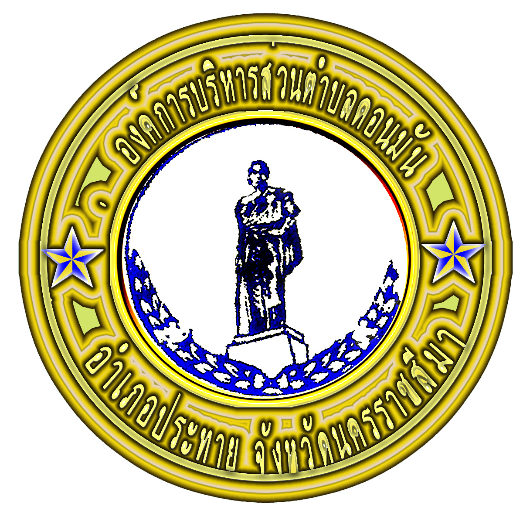 องค์การบริหารส่วนตำบลดอนมัน
อำเภอประทาย จังหวัดนครราชสีมา